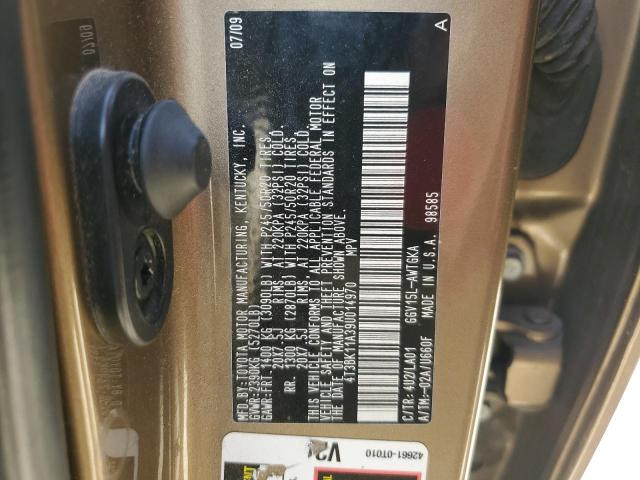 MFD. BY:TOYOTA MOTOR MANUFACTURING, KENTUCKY, INC. 07/09
GVWR:2390KG (5270LB)
GAWR:FRT. 1400 KG (3090LB) WITH P245/50R20 TIRES,
20X7.5J RIMS, AT 220KPA (32PSI) COLD.
RR. 1300 KG (2870LB) WITH P245/50R20 TIRES,
20X7.5J RIMS, AT 220KPA (32PSI) COLD.
THIS VEHICLE CONFORMS TO ALL APPLICABLE FEDERAL MOTOR
VEHICLE SAFETY AND THEFT PREVENTION STANDARDS IN EFFECT ON
THE DATE OF MANUFACTURE SHOWN ABOVE.
4T3BK11A39U014970 MPV
C/TR: 4U2/LA01 GGV15L-AWTGKA
A/TM:-02A/U660F MADE IN U.S.A. 98585 A
42661-0T010
07/09